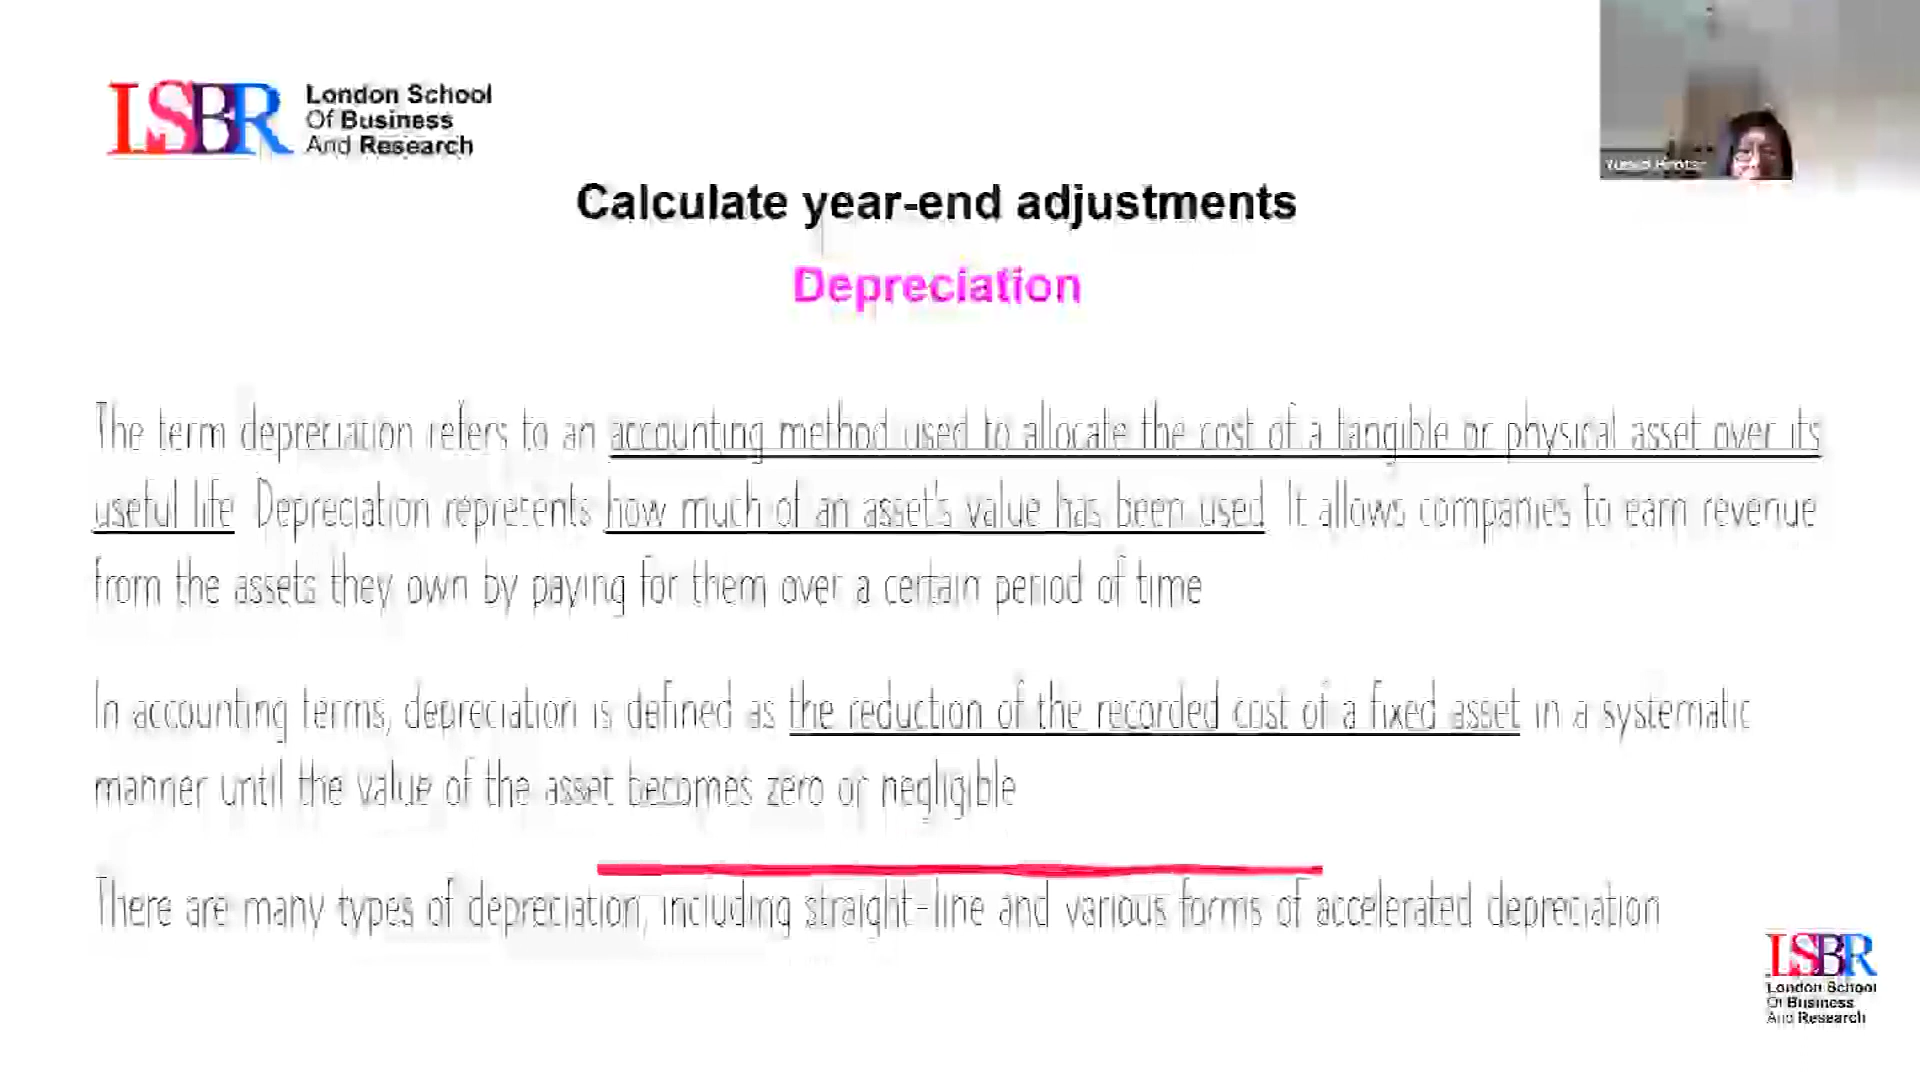 LSBR London School
Of Business
And Research
Calculate year-end adjustments
Depreciation
The term depreciation refers to an accounting method used to allocate the cost of a tangible or physical asset over its
useful life. Depreciation represents how much of an asset's value has been used. It allows companies to earn revenue
from the assets they own by paying for them over a certain period of time
In accounting terms, depreciation is defined as the reduction of the recorded cost of a fixed asset in a systematic
manner until the value of the asset becomes zero or negligible
There are many types of depreciation, including straight-line and various forms of accelerated depreciation
LSBR
London School
Of Business
And Research